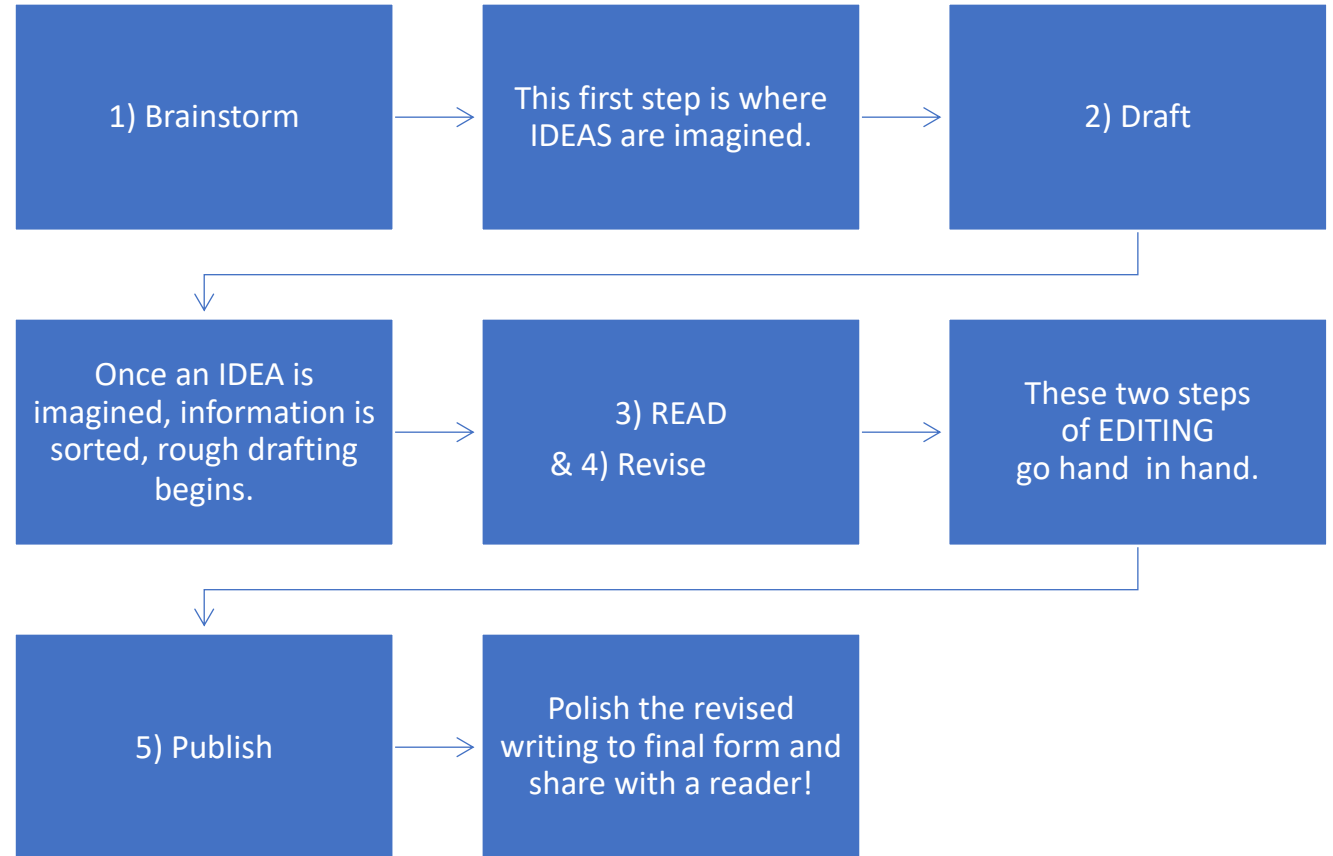 1) Brainstorm
This first step is where
IDEAS are imagined.
2) Draft
Once an IDEA is
imagined, information is
sorted, rough drafting
begins.
3) READ
& 4) Revise
These two steps
of EDITING
go hand  in hand.
5) Publish
Polish the revised
writing to final form and
share with a reader!